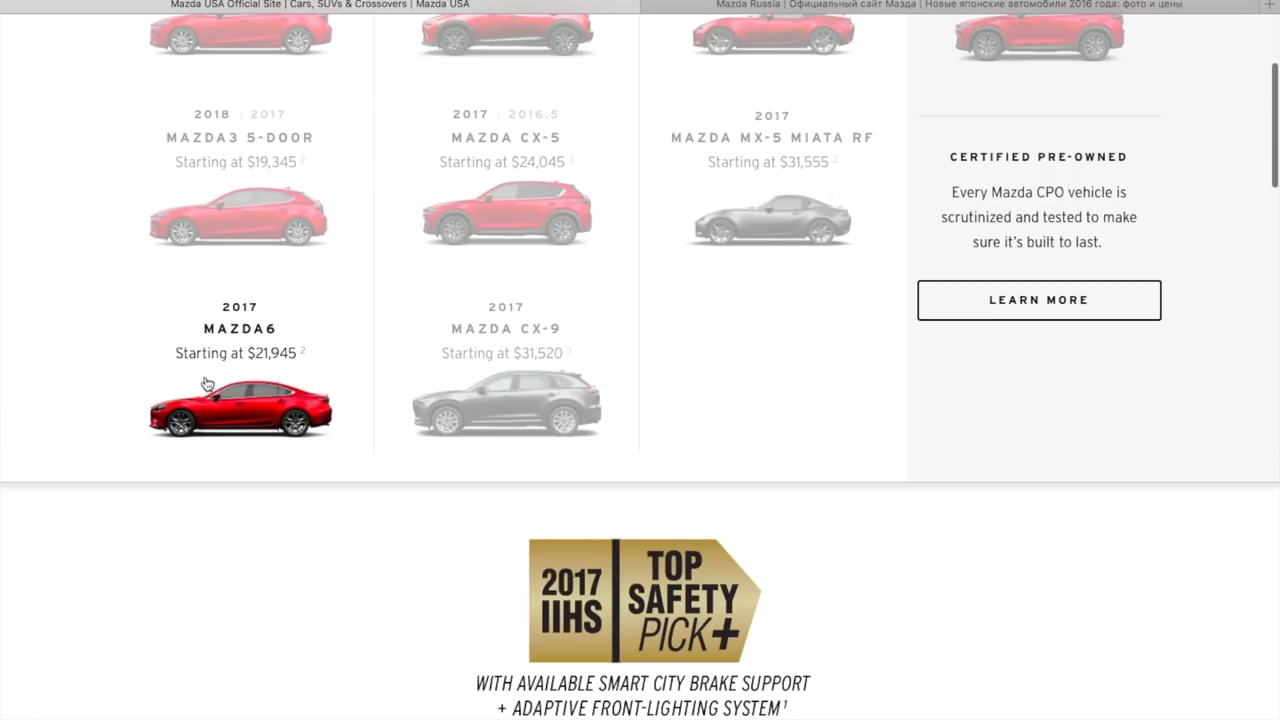 Mazda USA Official Site | Cars, SUVs & Crossovers | Mazda USA
Mazda Russia | Официальный сайт Мазда | Новые японские автомобили 2016 года: фото и цены
2018 | 2017
MAZDA3 5-DOOR
Starting at $19,345 2
2017 | 2016.5
MAZDA CX-5
Starting at $24,045 3
2017
MAZDA MX-5 MIATA RF
Starting at $31,555 2
CERTIFIED PRE-OWNED
Every Mazda CPO vehicle is
scrutinized and tested to make
sure it's built to last.
LEARN MORE
2017
MAZDA6
Starting at $21,945 2
2017
MAZDA CX-9
Starting at $31,520 3
2017
IIHS
TOP
SAFETY
PICK+
WITH AVAILABLE SMART CITY BRAKE SUPPORT
+ ADAPTIVE FRONT-LIGHTING SYSTEM1